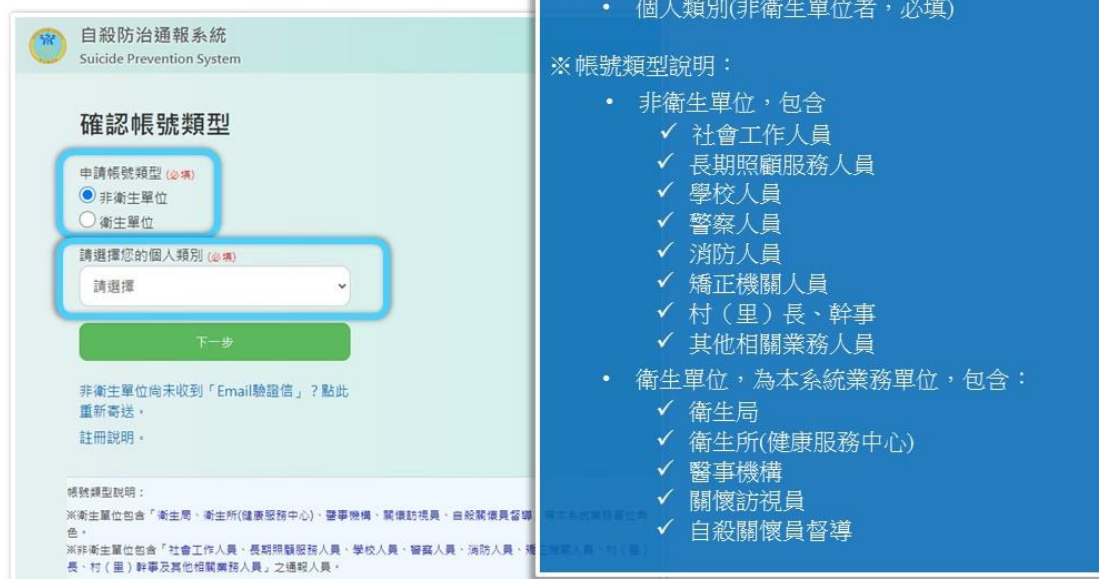 自殺防治通報系統
Suicide Prevention System
確認帳號類型
申請帳號類型 (必填)
非衛生單位
衛生單位
請選擇您的個人類別 (必填)
請選擇
下一步
非衛生單位尚未收到「Email驗證信」？點此
重新寄送。
註冊說明。
帳號類型說明：
※衛生單位包含「衛生局、衛生所(健康服務中心)、醫事機構、關懷訪視員、自殺關懷員督導
色。
※非衛生單位包含「社會工作人員、長期照顧服務人員、學校人員、警察人員、消防人員、矯正機關人員、村（里）
長、村（里）幹事及其他相關業務人員」之通報人員。
• 個人類別(非衛生單位者，必填)
※帳號類型說明：
• 非衛生單位，包含
✓ 社會工作人員
✓ 長期照顧服務人員
✓ 學校人員
✓ 警察人員
✓ 消防人員
✓ 矯正機關人員
✓ 村（里）長、幹事
✓ 其他相關業務人員
• 衛生單位，為本系統業務單位，包含：
✓ 衛生局
✓ 衛生所(健康服務中心)
✓ 醫事機構
✓ 關懷訪視員
✓ 自殺關懷員督導